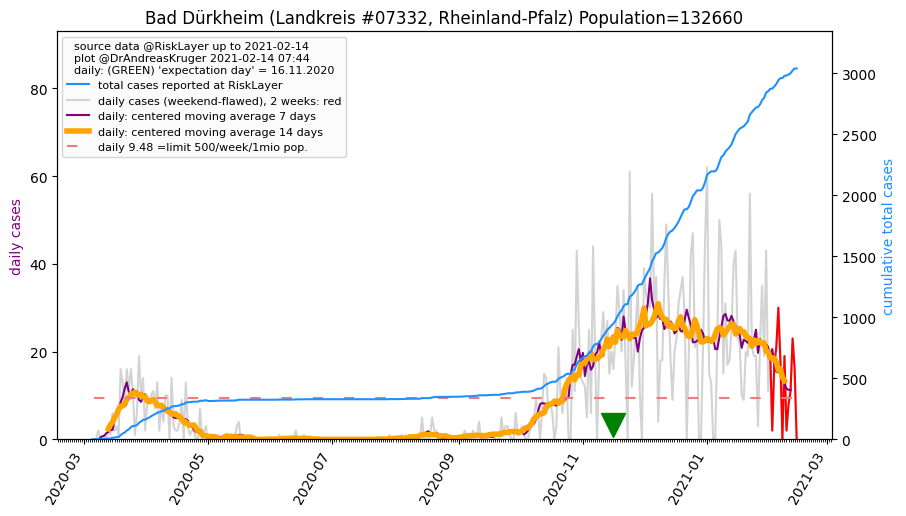 Bad Dürkheim (Landkreis #07332, Rheinland-Pfalz) Population=132660
source data @RiskLayer up to 2021-02-14
plot @DrAndreasKruger 2021-02-14 07:44
daily: (GREEN) 'expectation day' = 16.11.2020
total cases reported at RiskLayer
daily cases (weekend-flawed), 2 weeks: red
daily: centered moving average 7 days
daily: centered moving average 14 days
daily 9.48 =limit 500/week/1mio pop.
daily cases
80
60
40
20
0
cumulative total cases
3000
2500
2000
1500
1000
500
0
2020-03
2020-05
2020-07
2020-09
2020-11
2021-01
2021-03